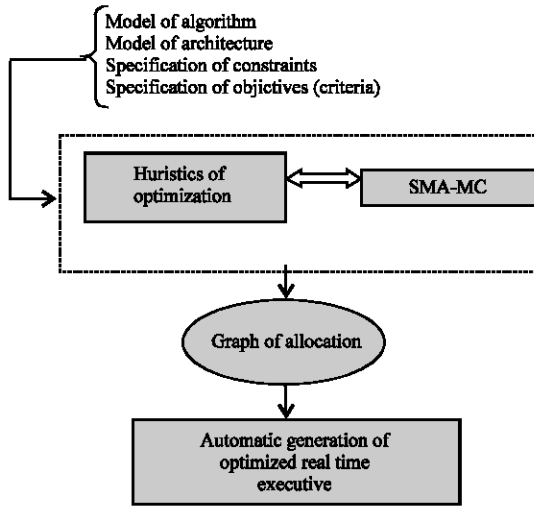 Model of algorithm
Model of architecture
Specification of constraints
Specification of objictives (criteria)
Huristics of
optimization
SMA-MC
Graph of allocation
Automatic generation of
optimized real time
executive